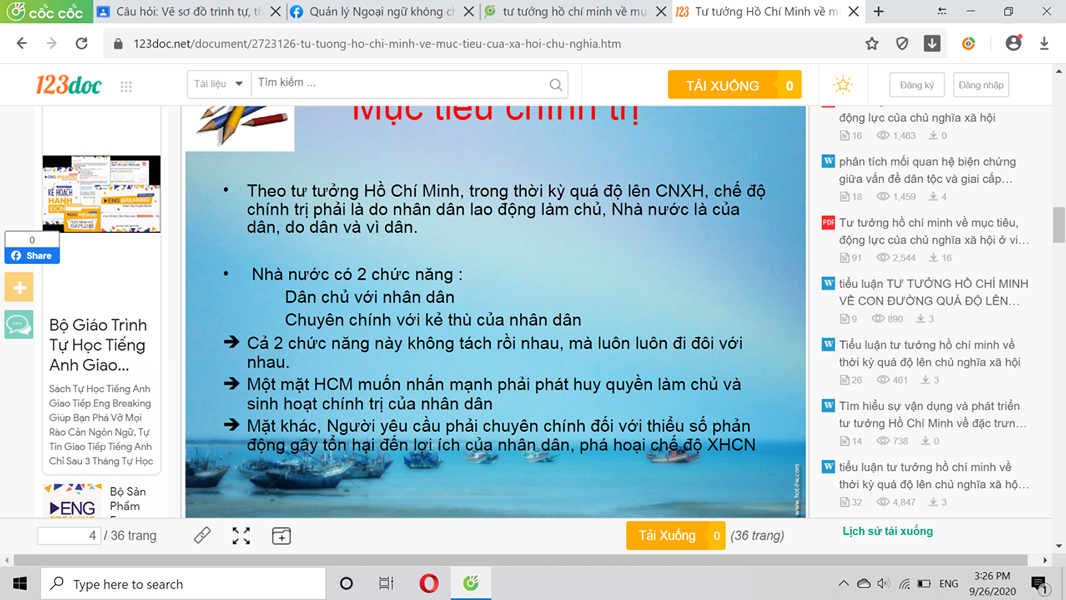 cốc cốc
Câu hỏi: Vẽ sơ đồ trình tự, th
Quản lý Ngoại ngữ không c
tư tưởng hồ chí minh về mục
Tư tưởng Hồ Chí Minh về m
123doc.net/document/2723126-tu-tuong-ho-chi-minh-ve-muc-tieu-cua-xa-hoi-chu-nghia.htm
123doc
Tài liệu
Tìm kiếm ...
TẢI XUỐNG 0
Đăng ký
Đăng nhập
Mục tiêu chính trị
• Theo tư tưởng Hồ Chí Minh, trong thời kỳ quá độ lên CNXH, chế độ
chính trị phải là do nhân dân lao động làm chủ, Nhà nước là của
dân, do dân và vì dân.
• Nhà nước có 2 chức năng :
Dân chủ với nhân dân
Chuyên chính với kẻ thù của nhân dân
➔ Cả 2 chức năng này không tách rồi nhau, mà luôn luôn đi đôi với
nhau.
➔ Một mặt HCM muốn nhấn mạnh phải phát huy quyền làm chủ và
sinh hoạt chính trị của nhân dân
➔ Mặt khác, Người yêu cầu phải chuyên chính đối với thiểu số phản
động gây tổn hại đến lợi ích của nhân dân, phá hoại chế độ XHCN
www.hotdw.com
0
Share
ENG BREAKING
Bộ Giáo Trình
Tự Học Tiếng
Anh Giao...
Sách Tự Học Tiếng Anh
Giao Tiếp Eng Breaking
Giúp Bạn Phá Vỡ Mọi
Rào Cản Ngôn Ngữ, Tự
Tin Giao Tiếp Tiếng Anh
Chỉ Sau 3 Tháng Tự Học
ENG
Bộ Sản
Phẩm
động lực của chủ nghĩa xã hội
16 1,463 0
phân tích mối quan hệ biện chứng
giữa vấn đề dân tộc và giai cấp...
18 1,459 4
Tư tưởng hồ chí minh về mục tiêu,
động lực của chủ nghĩa xã hội ở vi...
91 2,544 16
tiểu luận TƯ TƯỞNG HỒ CHÍ MINH
VỀ CON ĐƯỜNG QUÁ ĐỘ LÊN...
9 890 3
Tiểu luận tư tưởng hồ chí minh về
thời kỳ quá độ lên chủ nghĩa xã hội
26 461 3
Tìm hiểu sự vận dụng và phát triển
tư tưởng Hồ Chí Minh về đặc trưn...
14 738 0
tiểu luận tư tưởng hồ chí minh về
thời kỳ quá độ lên chủ nghĩa xã hộ...
32 4,847 3
4 / 36 trang
Tải Xuống 0
(36 trang)
Lịch sử tải xuống
Type here to search
ENG
3:26 PM
9/26/2020